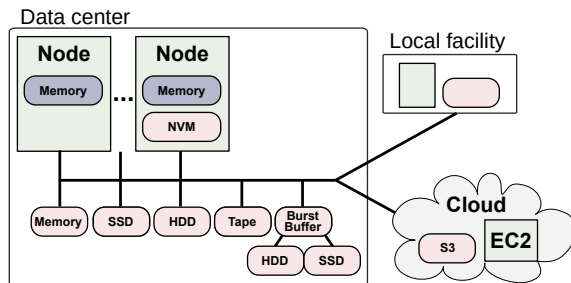 Data center
Node
Node
Local facility
Memory
...
Memory
NVM
Memory
SSD
HDD
Tape
Burst
Buffer
HDD
SSD
Cloud
S3
EC2